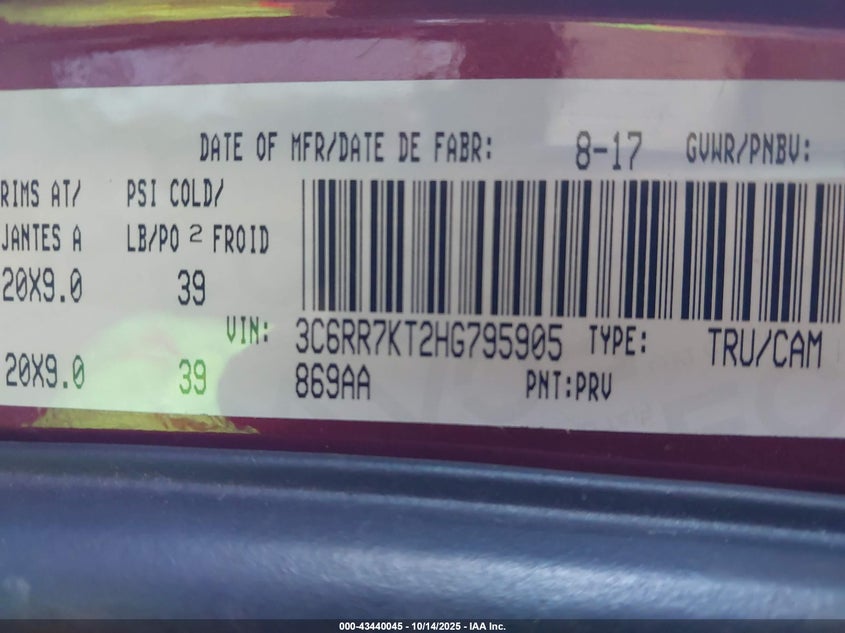 DATE OF MFR/DATE DE FABR: 8-17 GVWR/PNBV:
RIMS AT/ PSI COLD/
JANTES A LB/PO 2 FROID
20X9.0 39
VIN: 3C6RR7KT2HG795905 TYPE: TRU/CAM
20X9.0 39 869AA PNT:PRV
000-43440045 - 10/14/2025 - IAA Inc.